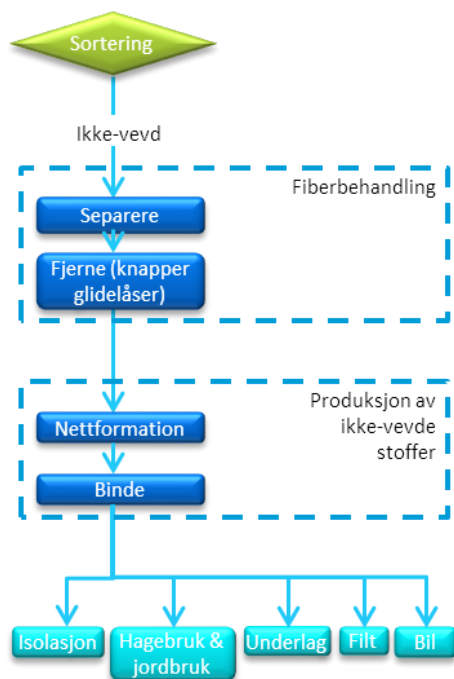 Sortering
Ikke-vevd
Fiberbehandling
Separere
Fjerne (knapper
glidelåser)
Produksjon av
ikke-vevde
stoffer
Nettformation
Binde
Isolasjon
Hagebruk &
jordbruk
Underlag
Filt
Bil